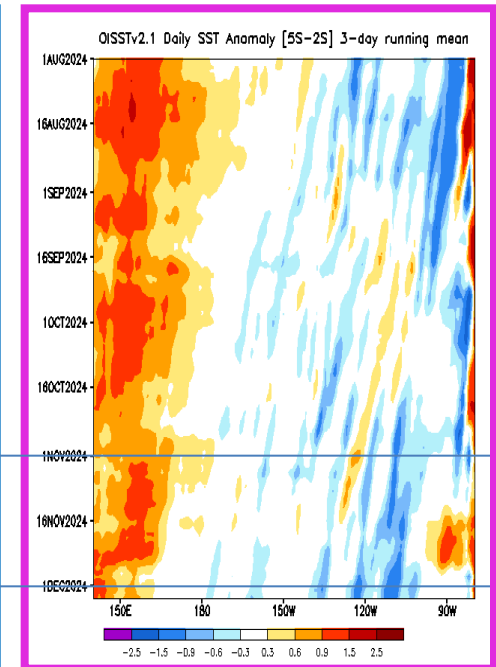 OISSTv2.1 Daily SST Anomaly [5S-2S] 3-day running mean
1AUG2024
16AUG2024
1SEP2024
16SEP2024
1OCT2024
16OCT2024
1NOV2024
16NOV2024
1DEC2024
150E 180 150W 120W 90W
-2.5 -1.5 -0.9 -0.6 -0.3 0.3 0.6 0.9 1.5 2.5